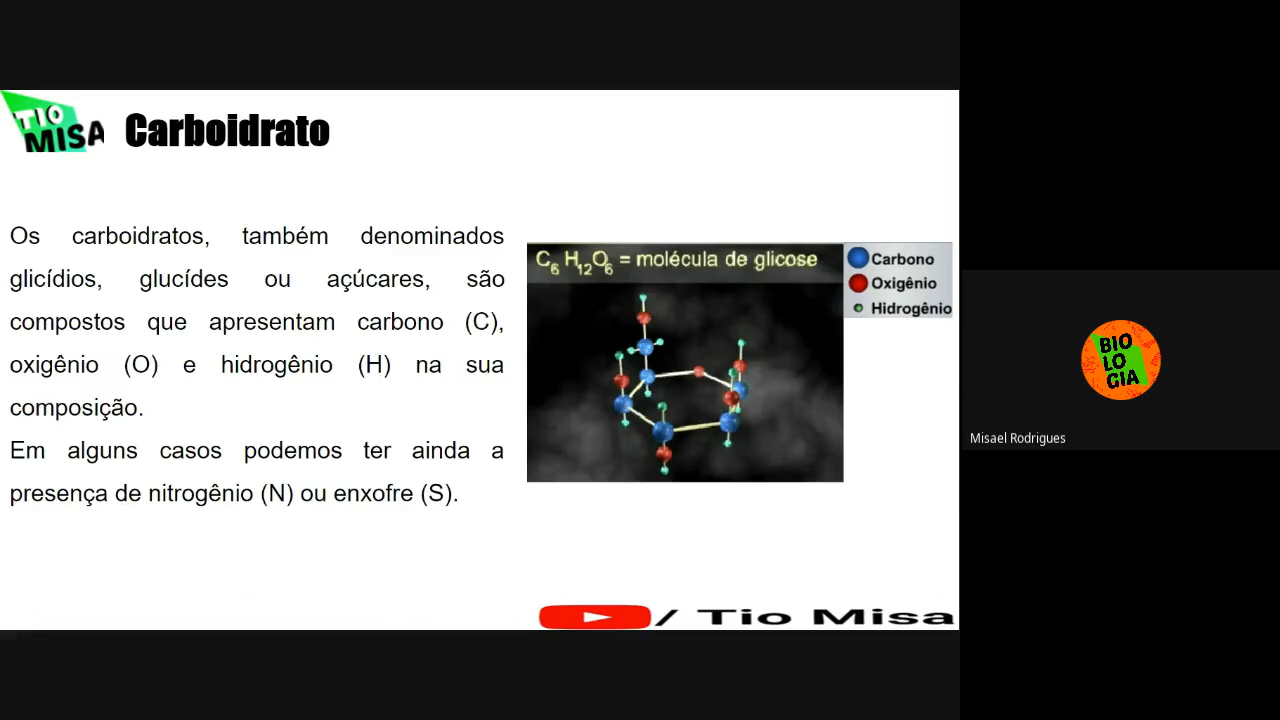 TIO
MISA
Carboidrato
Os carboidratos, também denominados
glicídios, glucídes ou açúcares, são
compostos que apresentam carbono (C),
oxigênio (O) e hidrogênio (H) na sua
composição.
Em alguns casos podemos ter ainda a
presença de nitrogênio (N) ou enxofre (S).
C6 H12O6 = molécula de glicose
Carbono
Oxigênio
Hidrogênio
/ Tio Misa
BIO
LO
GIA
Misael Rodrigues